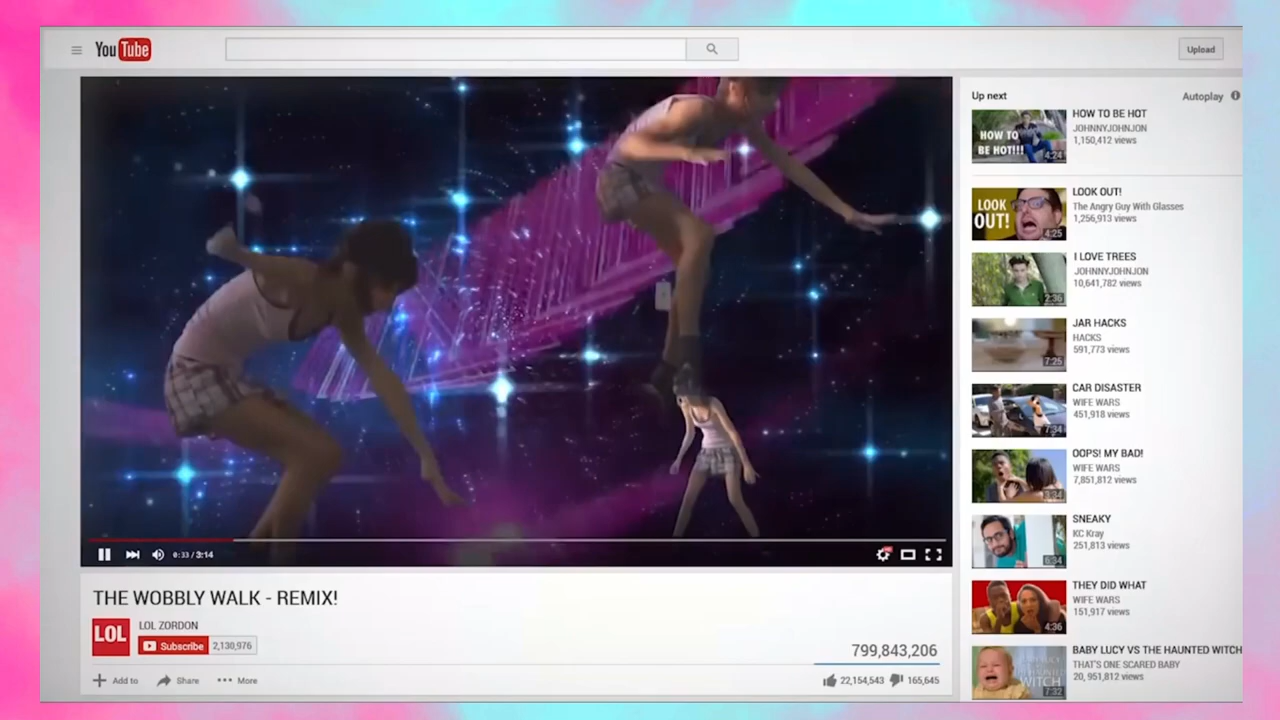 YouTube
Upload
Up next
Autoplay
0:33 / 3:14
THE WOBBLY WALK - REMIX!
LOL
LOL ZORDON
Subscribe 2,130,976
799,843,206
Add to
Share
More
22,154,543
165,645
HOW TO
BE HOT!!!
4:24
HOW TO BE HOT
JOHNNYJOHNJON
1,150,412 views
LOOK
OUT!
4:25
LOOK OUT!
The Angry Guy With Glasses
1,256,913 views
2:36
I LOVE TREES
JOHNNYJOHNJON
10,641,782 views
7:25
JAR HACKS
HACKS
591,773 views
7:34
CAR DISASTER
WIFE WARS
451,918 views
3:34
OOPS! MY BAD!
WIFE WARS
7,851,812 views
6:34
SNEAKY
KC Kray
251,813 views
4:36
THEY DID WHAT
WIFE WARS
151,917 views
WITCH
7:32
BABY LUCY VS THE HAUNTED WITCH
THAT'S ONE SCARED BABY
20, 951,812 views